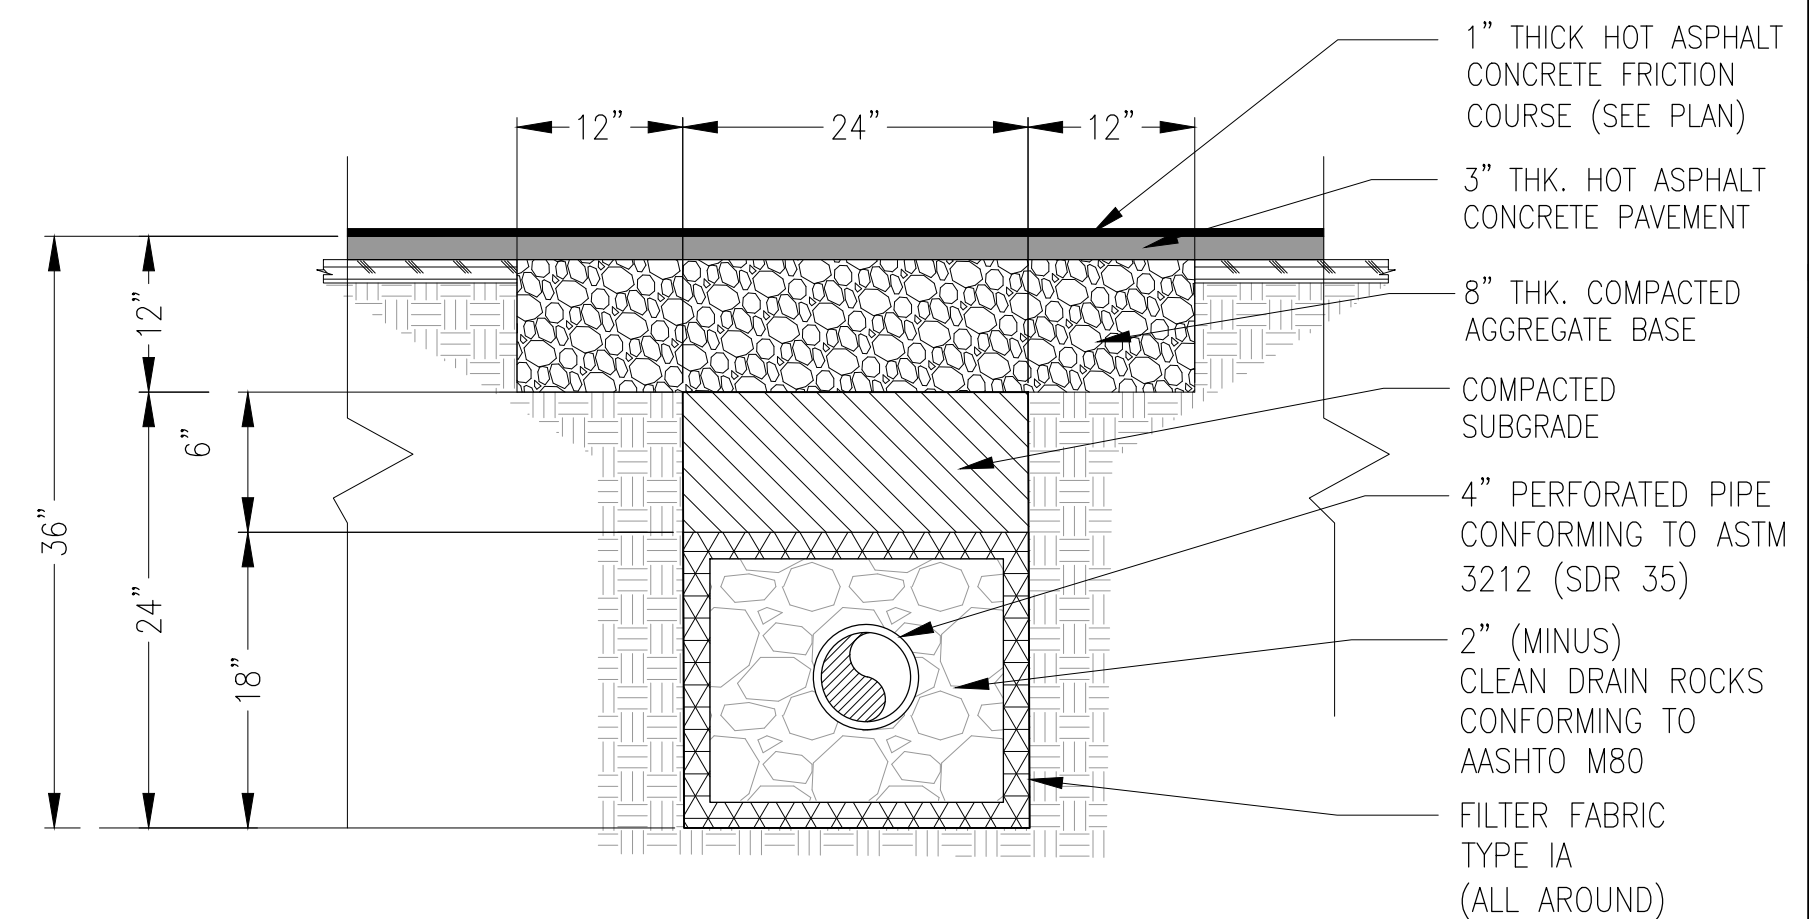 1” THICK HOT ASPHALT
CONCRETE FRICTION
COURSE (SEE PLAN)
12”
24”
12”
3” THK. HOT ASPHALT
CONCRETE PAVEMENT
8” THK. COMPACTED
AGGREGATE BASE
12”
COMPACTED
SUBGRADE
6”
4” PERFORATED PIPE
CONFORMING TO ASTM
3212 (SDR 35)
36”
24”
18”
2” (MINUS)
CLEAN DRAIN ROCKS
CONFORMING TO
AASHTO M80
FILTER FABRIC
TYPE IA
(ALL AROUND)